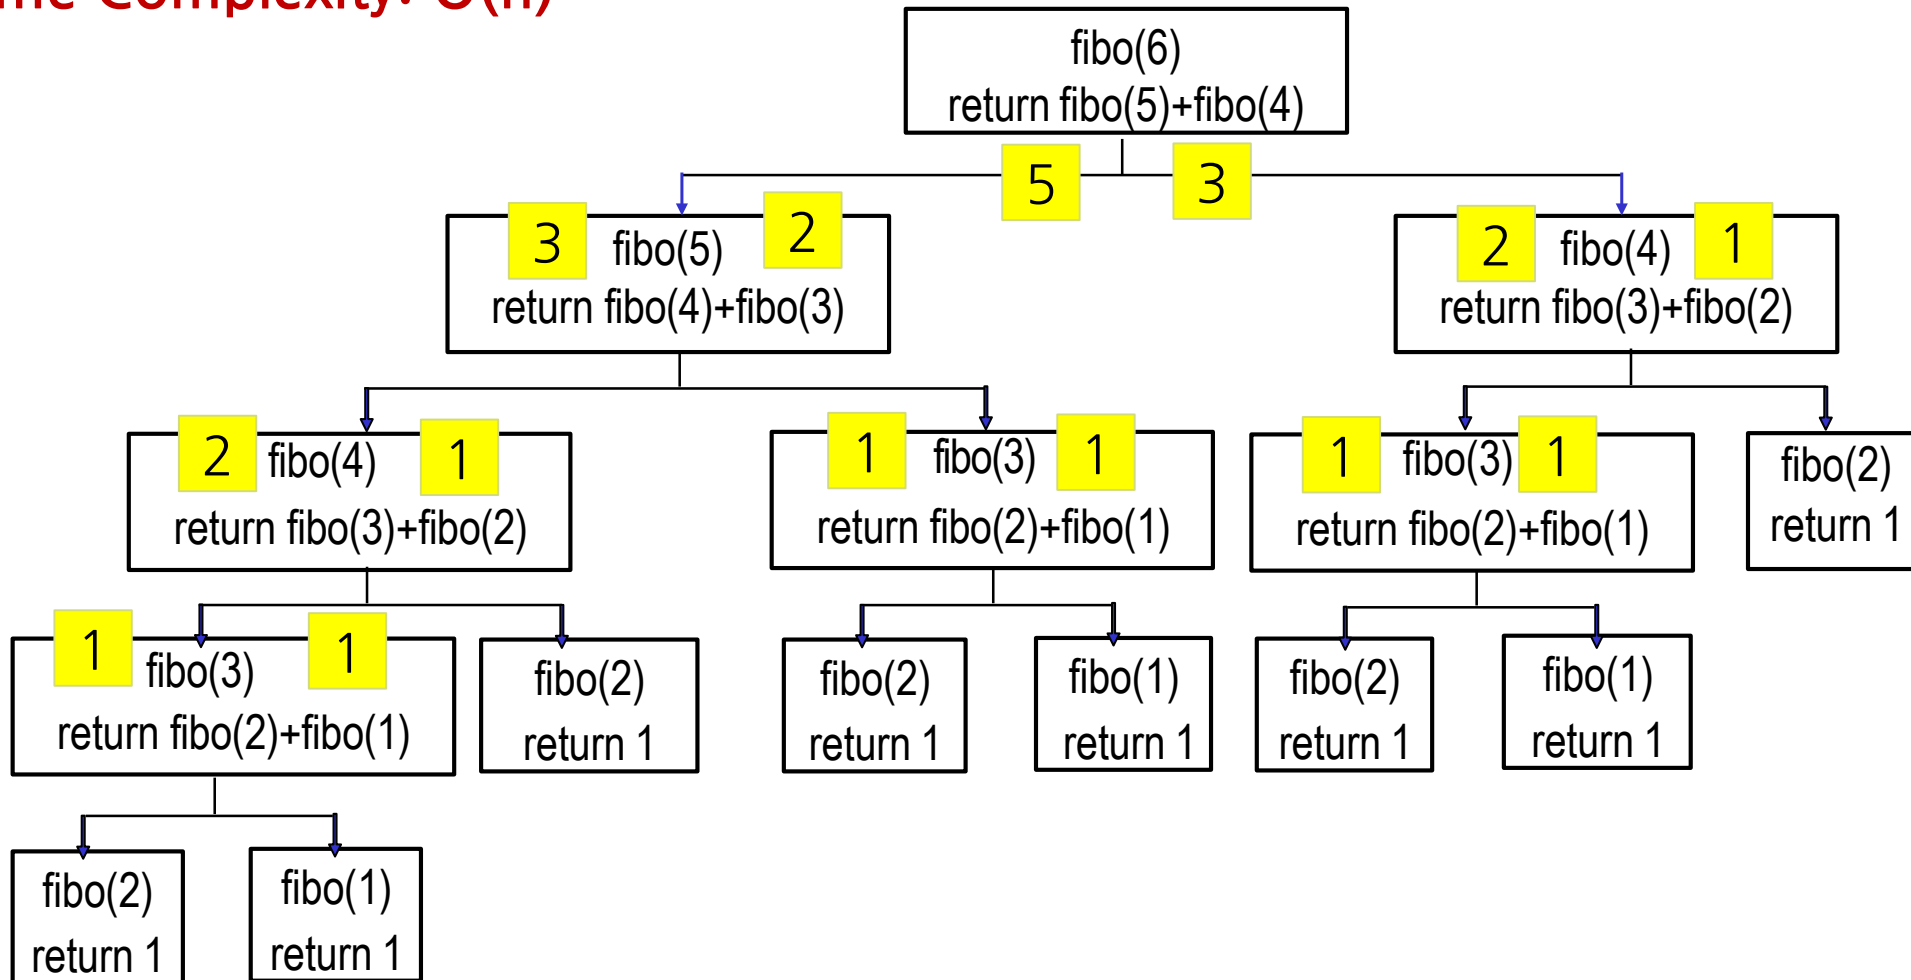 Complexity: O(n)
fibo(6)
return fibo(5)+fibo(4)
5 3
3 fibo(5) 2
return fibo(4)+fibo(3)
2 fibo(4) 1
return fibo(3)+fibo(2)
2 fibo(4) 1
return fibo(3)+fibo(2)
1 fibo(3) 1
return fibo(2)+fibo(1)
1 fibo(3) 1
return fibo(2)+fibo(1)
fibo(2)
return 1
1 fibo(3) 1
return fibo(2)+fibo(1)
fibo(2)
return 1
fibo(2)
return 1
fibo(1)
return 1
fibo(2)
return 1
fibo(1)
return 1
fibo(2)
return 1
fibo(1)
return 1